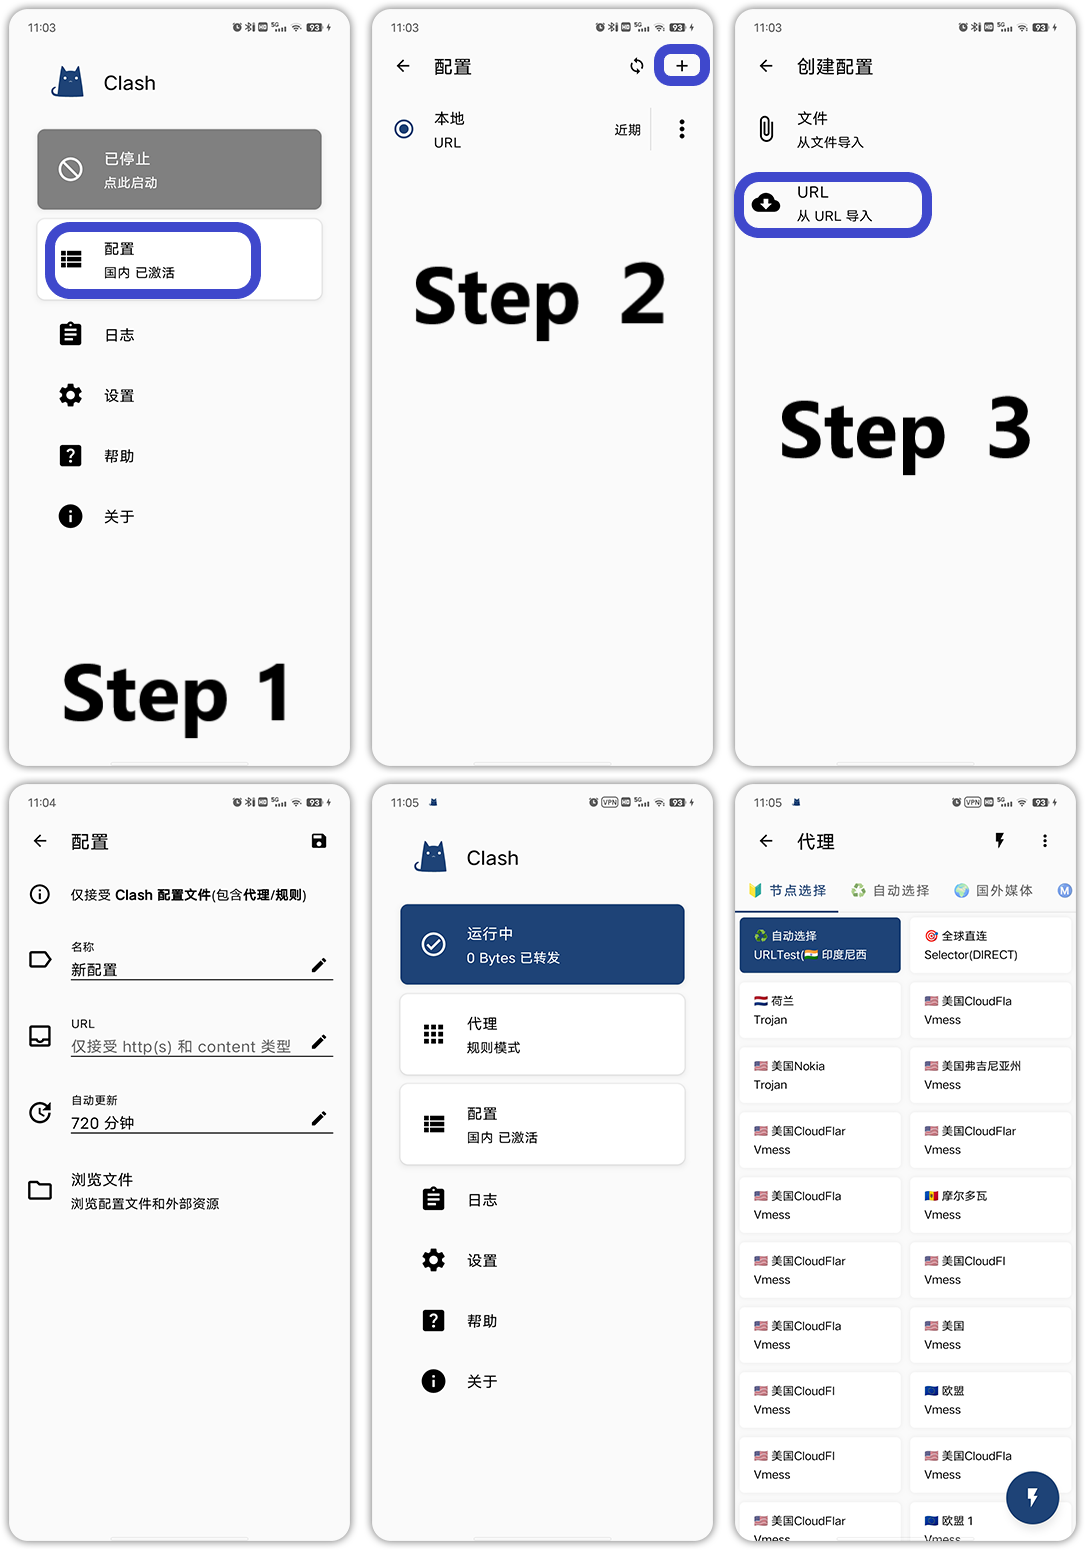 11:03
Clash
已停止
点此启动
配置
国内 已激活
日志
设置
帮助
关于
Step 1
11:03
配置
本地
URL
近期
Step 2
11:03
创建配置
文件
从文件导入
URL
从 URL 导入
Step 3
11:04
配置
仅接受 Clash 配置文件(包含代理/规则)
名称
新配置
URL
仅接受 http(s) 和 content 类型
自动更新
720 分钟
浏览文件
浏览配置文件和外部资源
11:05
Clash
运行中
0 Bytes 已转发
代理
规则模式
配置
国内 已激活
日志
设置
帮助
关于
11:05
代理
节点选择 自动选择 国外媒体
自动选择
URLTest(🇮🇳 印度尼西
全球直连
Selector(DIRECT)
荷兰
Trojan
美国CloudFla
Vmess
美国Nokia
Trojan
美国弗吉尼亚州
Vmess
美国CloudFlar
Vmess
美国CloudFlar
Vmess
美国CloudFla
Vmess
摩尔多瓦
Vmess
美国CloudFlar
Vmess
美国CloudFl
Vmess
美国CloudFla
Vmess
美国
Vmess
美国CloudFl
Vmess
欧盟
Vmess
美国CloudFl
Vmess
美国CloudFla
Vmess
美国CloudFlar
Vmess
欧盟 1
Vmess